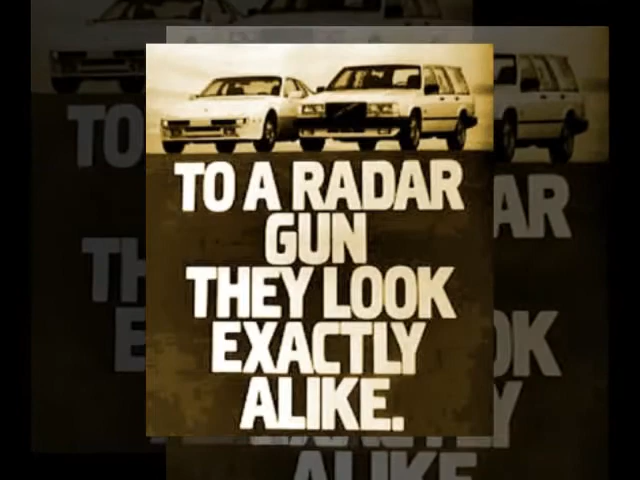 TO A RADAR
GUN
THEY LOOK
EXACTLY
ALIKE.